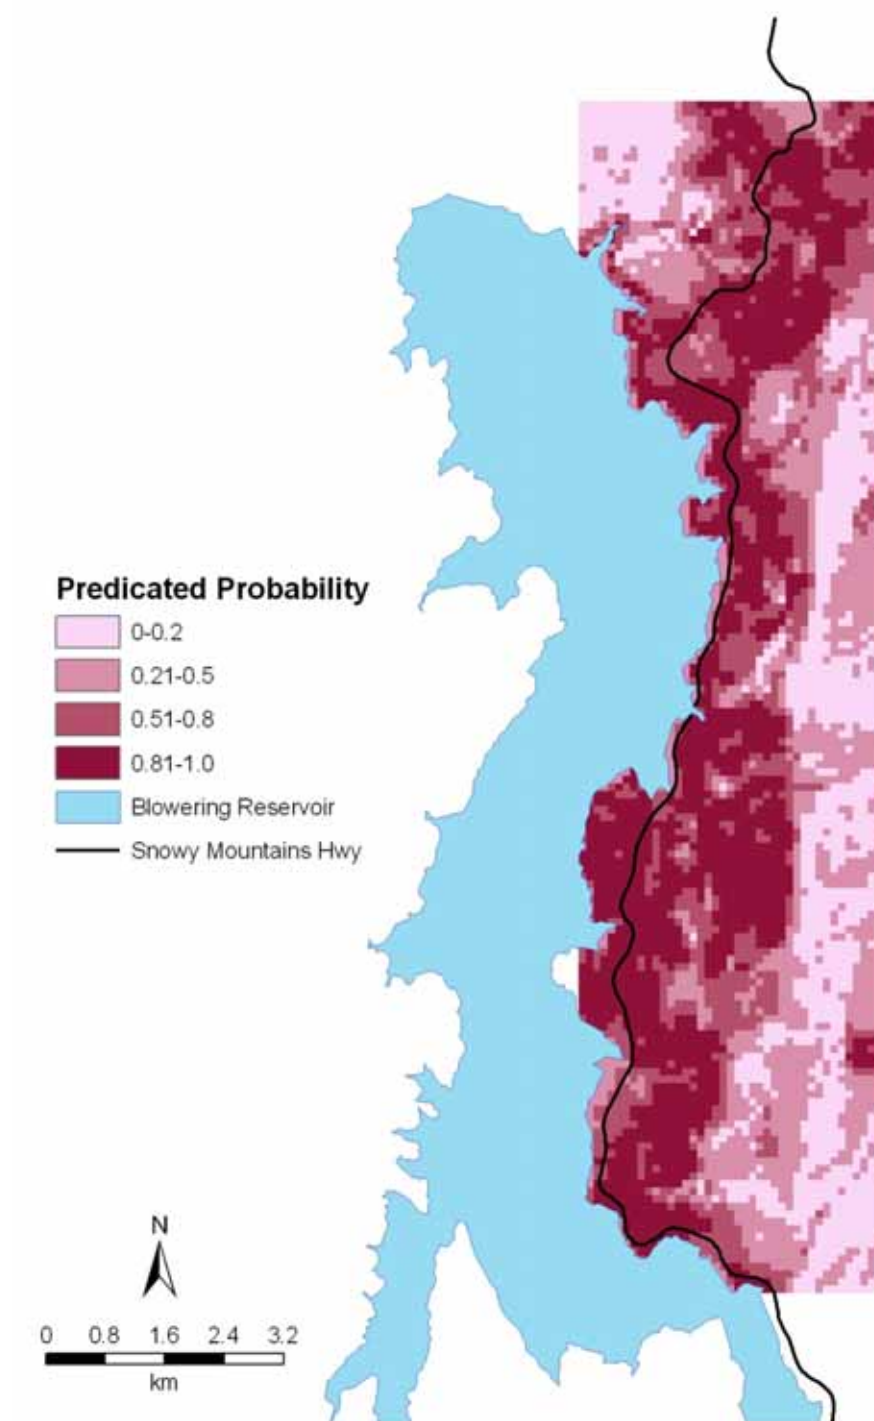 Predicated Probability
0-0.2
0.21-0.5
0.51-0.8
0.81-1.0
Blowering Reservoir
Snowy Mountains Hwy
N
0 0.8 1.6 2.4 3.2
km